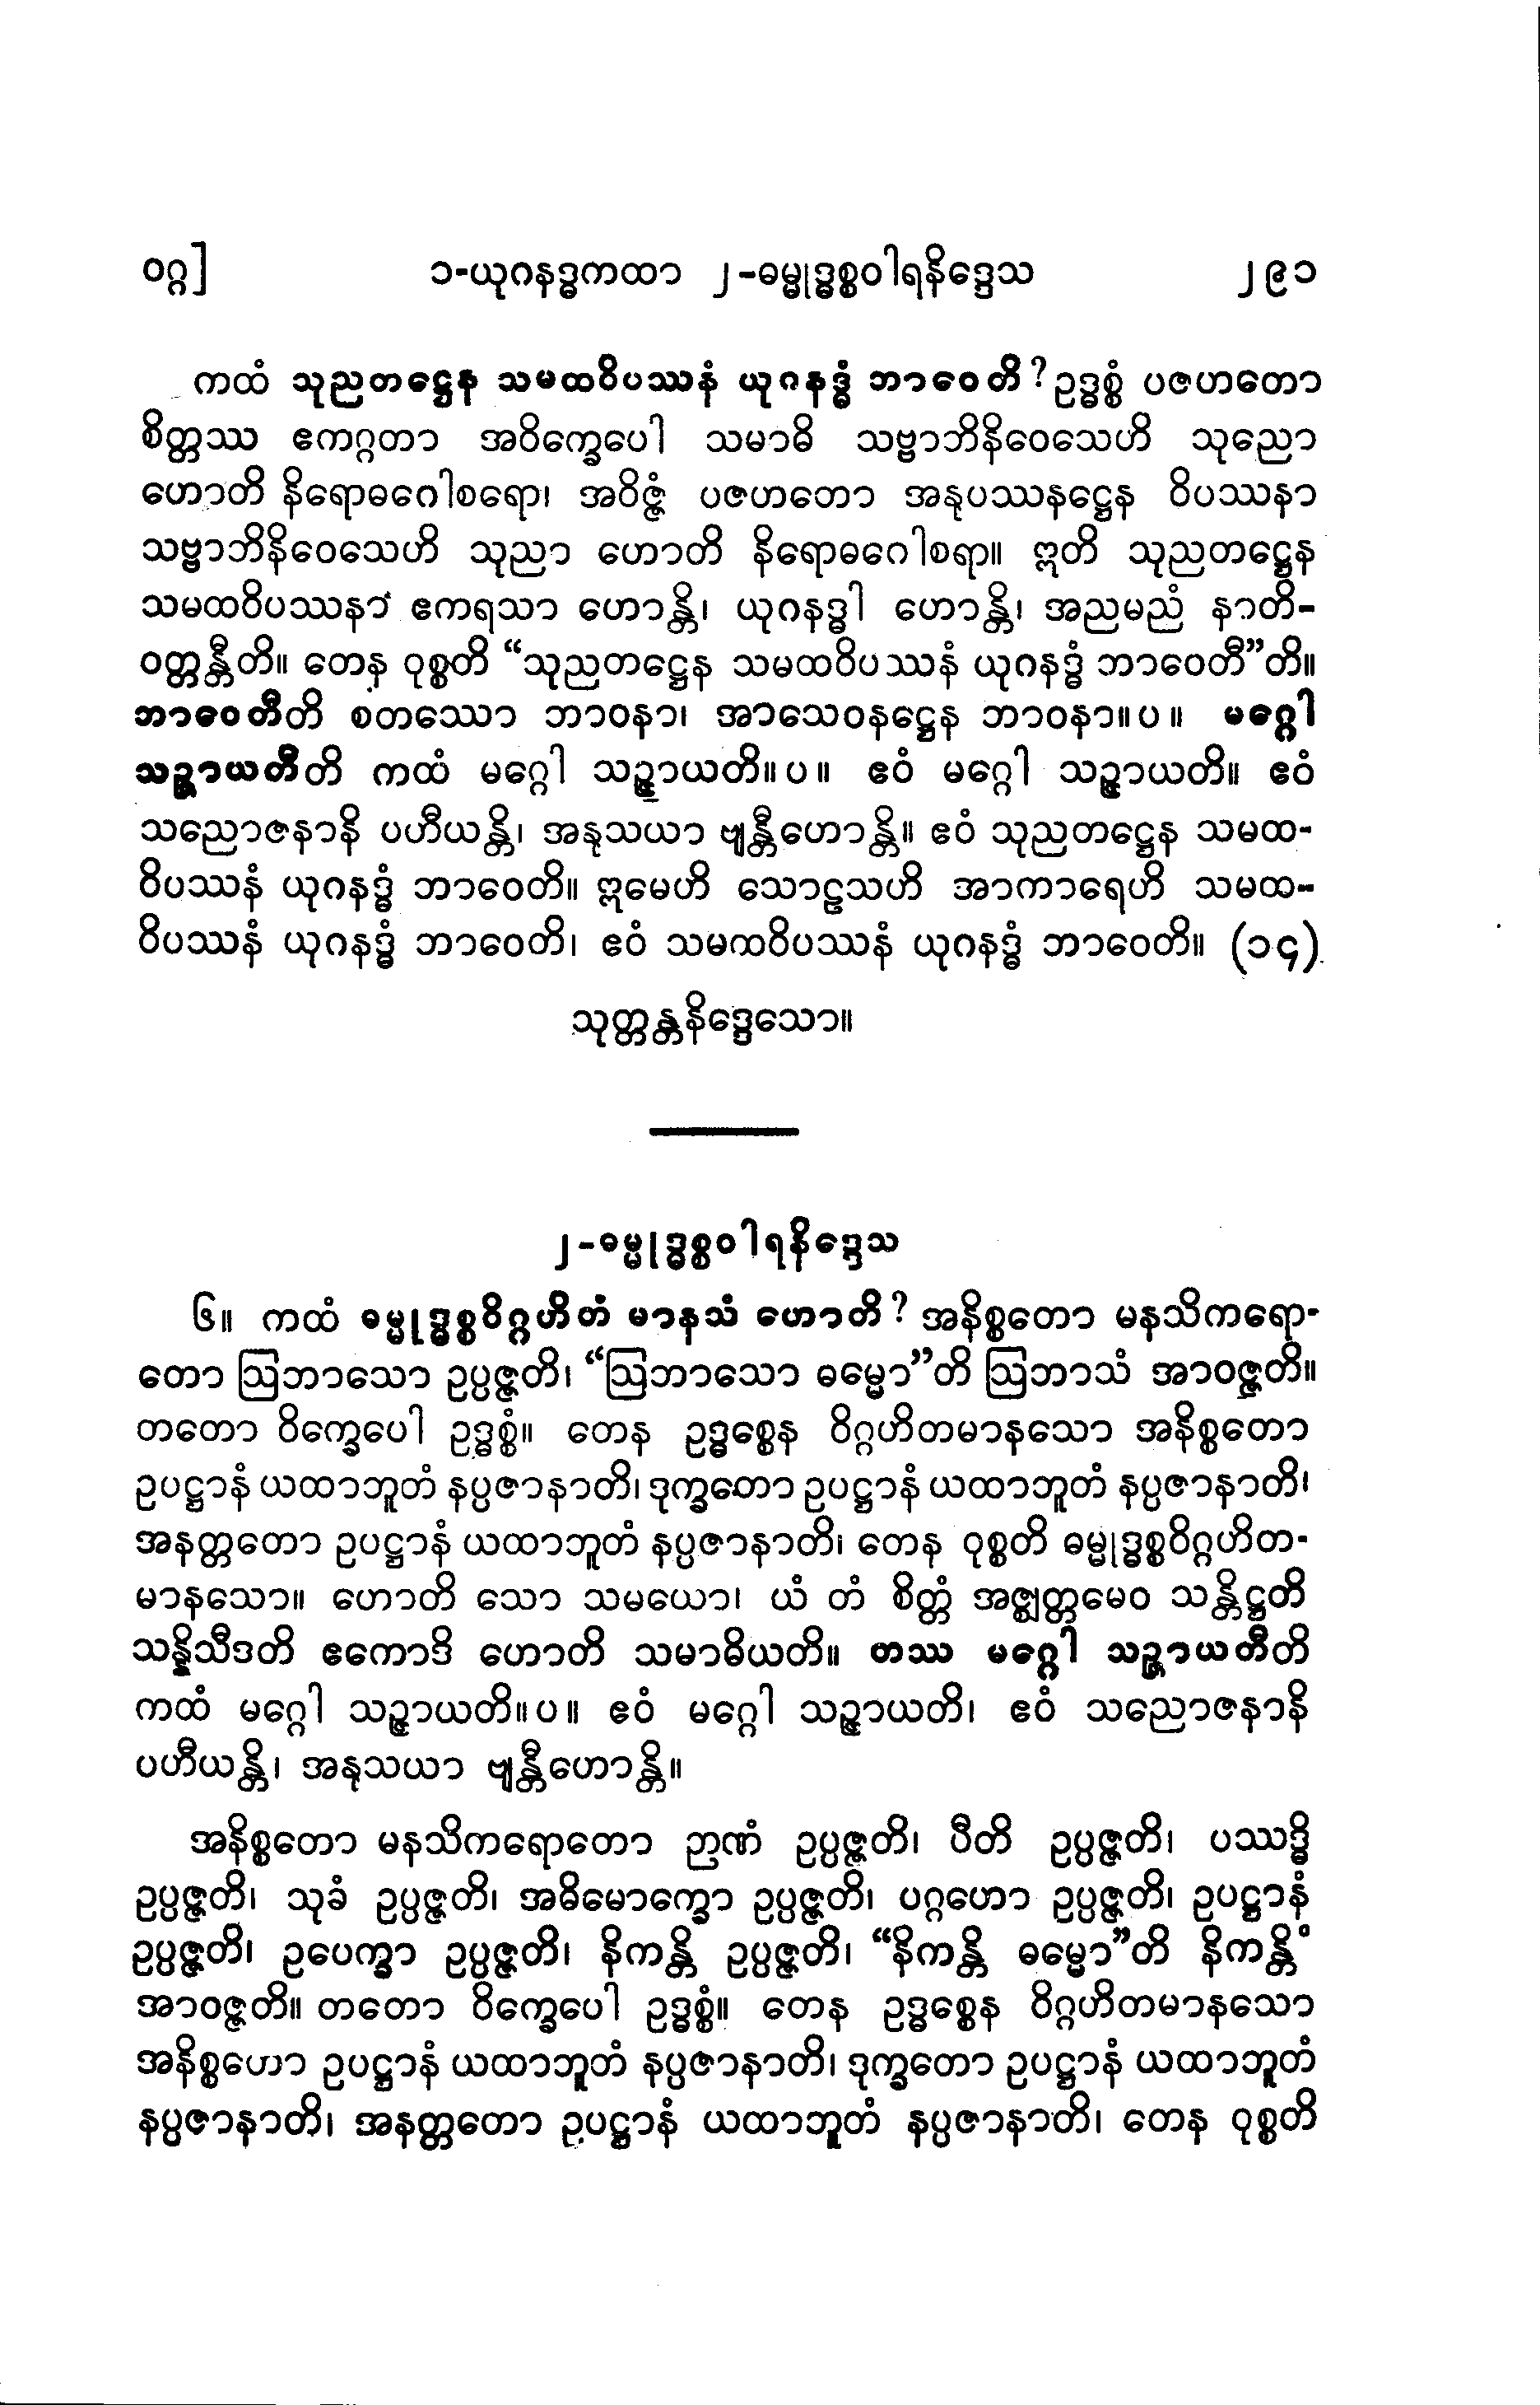 ဝဂ္ဂ] ၁-ယုဂနဒ္ဓကထာ ၂-ဓမ္မုဒ္ဓစ္စဝါရနိဒ္ဒေသ ၂၉၁
ကထံ သုညတဋ္ဌေန သမထဝိပဿနံ ယုဂနဒ္ဓံ ဘာဝေတိ? ဥဒ္ဓစ္စံ ပဇဟတော
စိတ္တဿ ဧကဂ္ဂတာ အဝိက္ခေပေါ သမာဓိ သဗ္ဗာဘိနိဝေသေဟိ သုညော
ဟောတိ နိရောဓဂေါစရော၊ အဝိဇ္ဇံ ပဇဟတော အနုပဿနဋ္ဌေန ဝိပဿနာ
သဗ္ဗာဘိနိဝေသေဟိ သုညာ ဟောတိ နိရောဓဂေါစရာ။ ဣတိ သုညတဋ္ဌေန
သမထဝိပဿနာ ဧကရသာ ဟောန္တိ၊ ယုဂနဒ္ဓါ ဟောန္တိ၊ အညမညံ နာတိ-
ဝတ္တန္တီတိ။ တေန ဝုစ္စတိ “သုညတဋ္ဌေန သမထဝိပဿနံ ယုဂနဒ္ဓံ ဘာဝေတီ”တိ။
ဘာဝေတီတိ စတဿော ဘာဝနာ၊ အာသေဝနဋ္ဌေန ဘာဝနာ။ပ။ မဂ္ဂေါ
သဉ္ဇာယတီတိ ကထံ မဂ္ဂေါ သဉ္ဇာယတိ။ပ။ ဧဝံ မဂ္ဂေါ သဉ္ဇာယတိ။ ဧဝံ
သညောဇနာနိ ပဟီယန္တိ၊ အနုသယာ ဗျန္တီဟောန္တိ။ ဧဝံ သုညတဋ္ဌေန သမထ-
ဝိပဿနံ ယုဂနဒ္ဓံ ဘာဝေတိ။ ဣမေဟိ သောဠသဟိ အာကာရေဟိ သမထ-
ဝိပဿနံ ယုဂနဒ္ဓံ ဘာဝေတိ၊ ဧဝံ သမထဝိပဿနံ ယုဂနဒ္ဓံ ဘာဝေတိ။ (၁၄)
သုတ္တန္တနိဒ္ဒေသော။
၂-ဓမ္မုဒ္ဓစ္စဝါရနိဒ္ဒေသ
၆။ ကထံ ဓမ္မုဒ္ဓစ္စဝိဂ္ဂဟိတံ မာနသံ ဟောတိ? အနိစ္စတော မနသိကရော-
တော ဩဘာသော ဥပ္ပဇ္ဇတိ၊ “ဩဘာသော ဓမ္မော”တိ ဩဘာသံ အာဝဇ္ဇတိ။
တတော ဝိက္ခေပေါ ဥဒ္ဓစ္စံ။ တေန ဥဒ္ဓစ္စေန ဝိဂ္ဂဟိတမာနသော အနိစ္စတော
ဥပဋ္ဌာနံ ယထာဘူတံ နပ္ပဇာနာတိ၊ ဒုက္ခတော ဥပဋ္ဌာနံ ယထာဘူတံ နပ္ပဇာနာတိ၊
အနတ္တတော ဥပဋ္ဌာနံ ယထာဘူတံ နပ္ပဇာနာတိ၊ တေန ဝုစ္စတိ ဓမ္မုဒ္ဓစ္စဝိဂ္ဂဟိတ-
မာနသော။ ဟောတိ သော သမယော၊ ယံ တံ စိတ္တံ အဇ္ဈတ္တမေဝ သန္တိဋ္ဌတိ
သန္နိသီဒတိ ဧကောဒိ ဟောတိ သမာဓိယတိ။ တဿ မဂ္ဂေါ သဉ္ဇာယတီတိ
ကထံ မဂ္ဂေါ သဉ္ဇာယတိ။ပ။ ဧဝံ မဂ္ဂေါ သဉ္ဇာယတိ၊ ဧဝံ သညောဇနာနိ
ပဟီယန္တိ၊ အနုသယာ ဗျန္တီဟောန္တိ။
အနိစ္စတော မနသိကရောတော ဉာဏံ ဥပ္ပဇ္ဇတိ၊ ပီတိ ဥပ္ပဇ္ဇတိ၊ ပဿဒ္ဓိ
ဥပ္ပဇ္ဇတိ၊ သုခံ ဥပ္ပဇ္ဇတိ၊ အဓိမောက္ခော ဥပ္ပဇ္ဇတိ၊ ပဂ္ဂဟော ဥပ္ပဇ္ဇတိ၊ ဥပဋ္ဌာနံ
ဥပ္ပဇ္ဇတိ၊ ဥပေက္ခာ ဥပ္ပဇ္ဇတိ၊ နိကန္တိ ဥပ္ပဇ္ဇတိ၊ “နိကန္တိ ဓမ္မော”တိ နိကန္တိံ
အာဝဇ္ဇတိ။ တတော ဝိက္ခေပေါ ဥဒ္ဓစ္စံ။ တေန ဥဒ္ဓစ္စေန ဝိဂ္ဂဟိတမာနသော
အနိစ္စဟော ဥပဋ္ဌာနံ ယထာဘူတံ နပ္ပဇာနာတိ၊ ဒုက္ခတော ဥပဋ္ဌာနံ ယထာဘူတံ
နပ္ပဇာနာတိ၊ အနတ္တတော ဥပဋ္ဌာနံ ယထာဘူတံ နပ္ပဇာနာတိ၊ တေန ဝုစ္စတိ